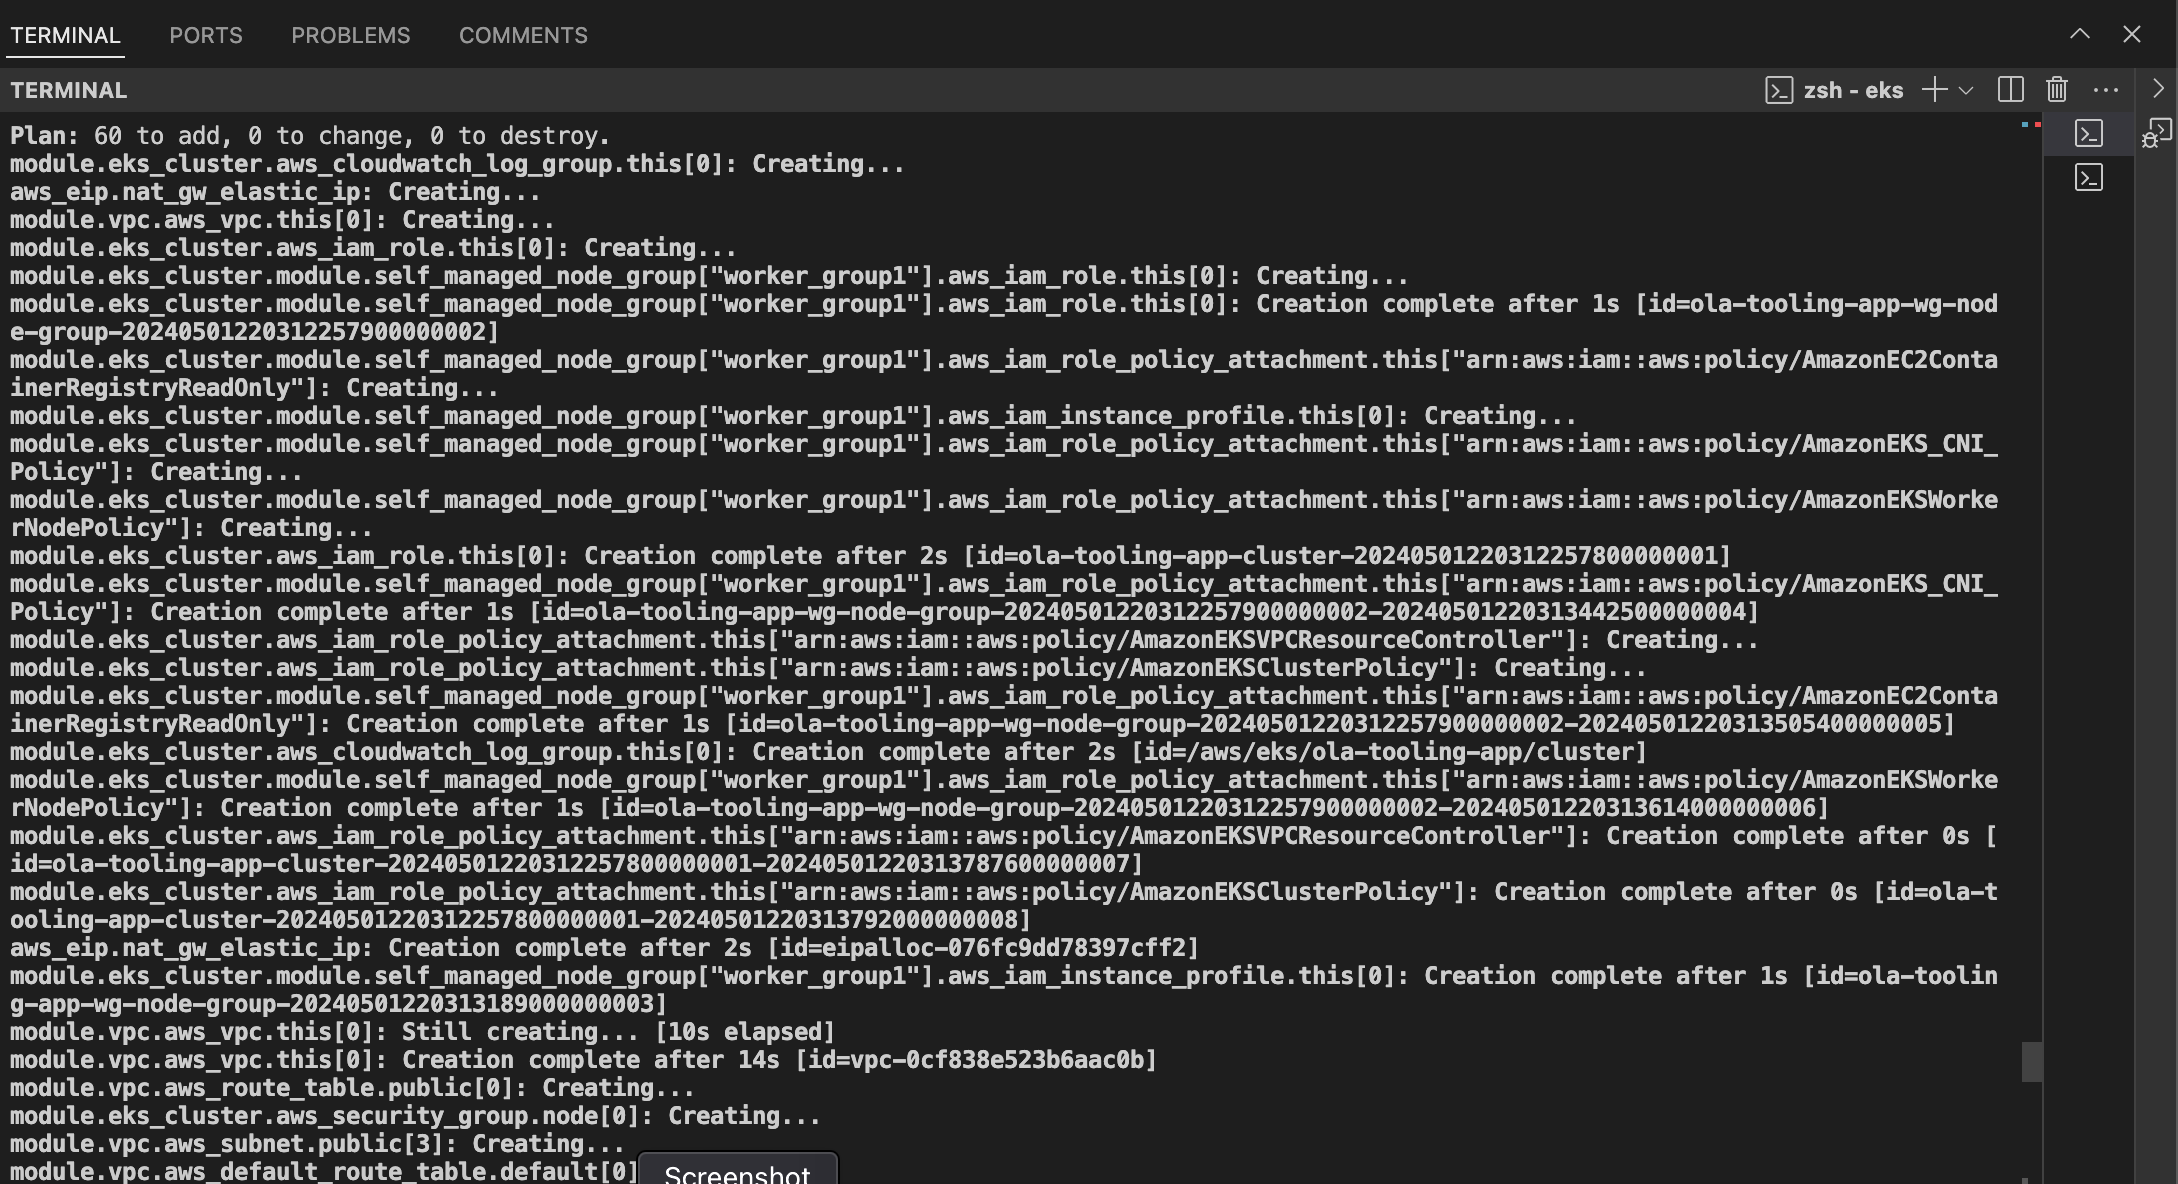 TERMINAL PORTS PROBLEMS COMMENTS
TERMINAL zsh - eks
Plan: 60 to add, 0 to change, 0 to destroy.
module.eks_cluster.aws_cloudwatch_log_group.this[0]: Creating...
aws_eip.nat_gw_elastic_ip: Creating...
module.vpc.aws_vpc.this[0]: Creating...
module.eks_cluster.aws_iam_role.this[0]: Creating...
module.eks_cluster.module.self_managed_node_group["worker_group1"].aws_iam_role.this[0]: Creating...
module.eks_cluster.module.self_managed_node_group["worker_group1"].aws_iam_role.this[0]: Creation complete after 1s [id=ola-tooling-app-wg-nod
e-group-20240501220312257900000002]
module.eks_cluster.module.self_managed_node_group["worker_group1"].aws_iam_role_policy_attachment.this["arn:aws:iam::aws:policy/AmazonEC2Conta
inerRegistryReadOnly"]: Creating...
module.eks_cluster.module.self_managed_node_group["worker_group1"].aws_iam_instance_profile.this[0]: Creating...
module.eks_cluster.module.self_managed_node_group["worker_group1"].aws_iam_role_policy_attachment.this["arn:aws:iam::aws:policy/AmazonEKS_CNI_
Policy"]: Creating...
module.eks_cluster.module.self_managed_node_group["worker_group1"].aws_iam_role_policy_attachment.this["arn:aws:iam::aws:policy/AmazonEKSWorke
rNodePolicy"]: Creating...
module.eks_cluster.aws_iam_role.this[0]: Creation complete after 2s [id=ola-tooling-app-cluster-20240501220312257800000001]
module.eks_cluster.module.self_managed_node_group["worker_group1"].aws_iam_role_policy_attachment.this["arn:aws:iam::aws:policy/AmazonEKS_CNI_
Policy"]: Creation complete after 1s [id=ola-tooling-app-wg-node-group-20240501220312257900000002-20240501220313442500000004]
module.eks_cluster.aws_iam_role_policy_attachment.this["arn:aws:iam::aws:policy/AmazonEKSVPCResourceController"]: Creating...
module.eks_cluster.aws_iam_role_policy_attachment.this["arn:aws:iam::aws:policy/AmazonEKSClusterPolicy"]: Creating...
module.eks_cluster.module.self_managed_node_group["worker_group1"].aws_iam_role_policy_attachment.this["arn:aws:iam::aws:policy/AmazonEC2Conta
inerRegistryReadOnly"]: Creation complete after 1s [id=ola-tooling-app-wg-node-group-20240501220312257900000002-20240501220313505400000005]
module.eks_cluster.aws_cloudwatch_log_group.this[0]: Creation complete after 2s [id=/aws/eks/ola-tooling-app/cluster]
module.eks_cluster.module.self_managed_node_group["worker_group1"].aws_iam_role_policy_attachment.this["arn:aws:iam::aws:policy/AmazonEKSWorke
rNodePolicy"]: Creation complete after 1s [id=ola-tooling-app-wg-node-group-20240501220312257900000002-20240501220313614000000006]
module.eks_cluster.aws_iam_role_policy_attachment.this["arn:aws:iam::aws:policy/AmazonEKSVPCResourceController"]: Creation complete after 0s [
id=ola-tooling-app-cluster-20240501220312257800000001-20240501220313787600000007]
module.eks_cluster.aws_iam_role_policy_attachment.this["arn:aws:iam::aws:policy/AmazonEKSClusterPolicy"]: Creation complete after 0s [id=ola-t
ooling-app-cluster-20240501220312257800000001-20240501220313792000000008]
aws_eip.nat_gw_elastic_ip: Creation complete after 2s [id=eipalloc-076fc9dd78397cff2]
module.eks_cluster.module.self_managed_node_group["worker_group1"].aws_iam_instance_profile.this[0]: Creation complete after 1s [id=ola-toolin
g-app-wg-node-group-20240501220313189000000003]
module.vpc.aws_vpc.this[0]: Still creating... [10s elapsed]
module.vpc.aws_vpc.this[0]: Creation complete after 14s [id=vpc-0cf838e523b6aac0b]
module.vpc.aws_route_table.public[0]: Creating...
module.eks_cluster.aws_security_group.node[0]: Creating...
module.vpc.aws_subnet.public[3]: Creating...
module.vpc.aws_default_route_table.default[0]
Screenshot